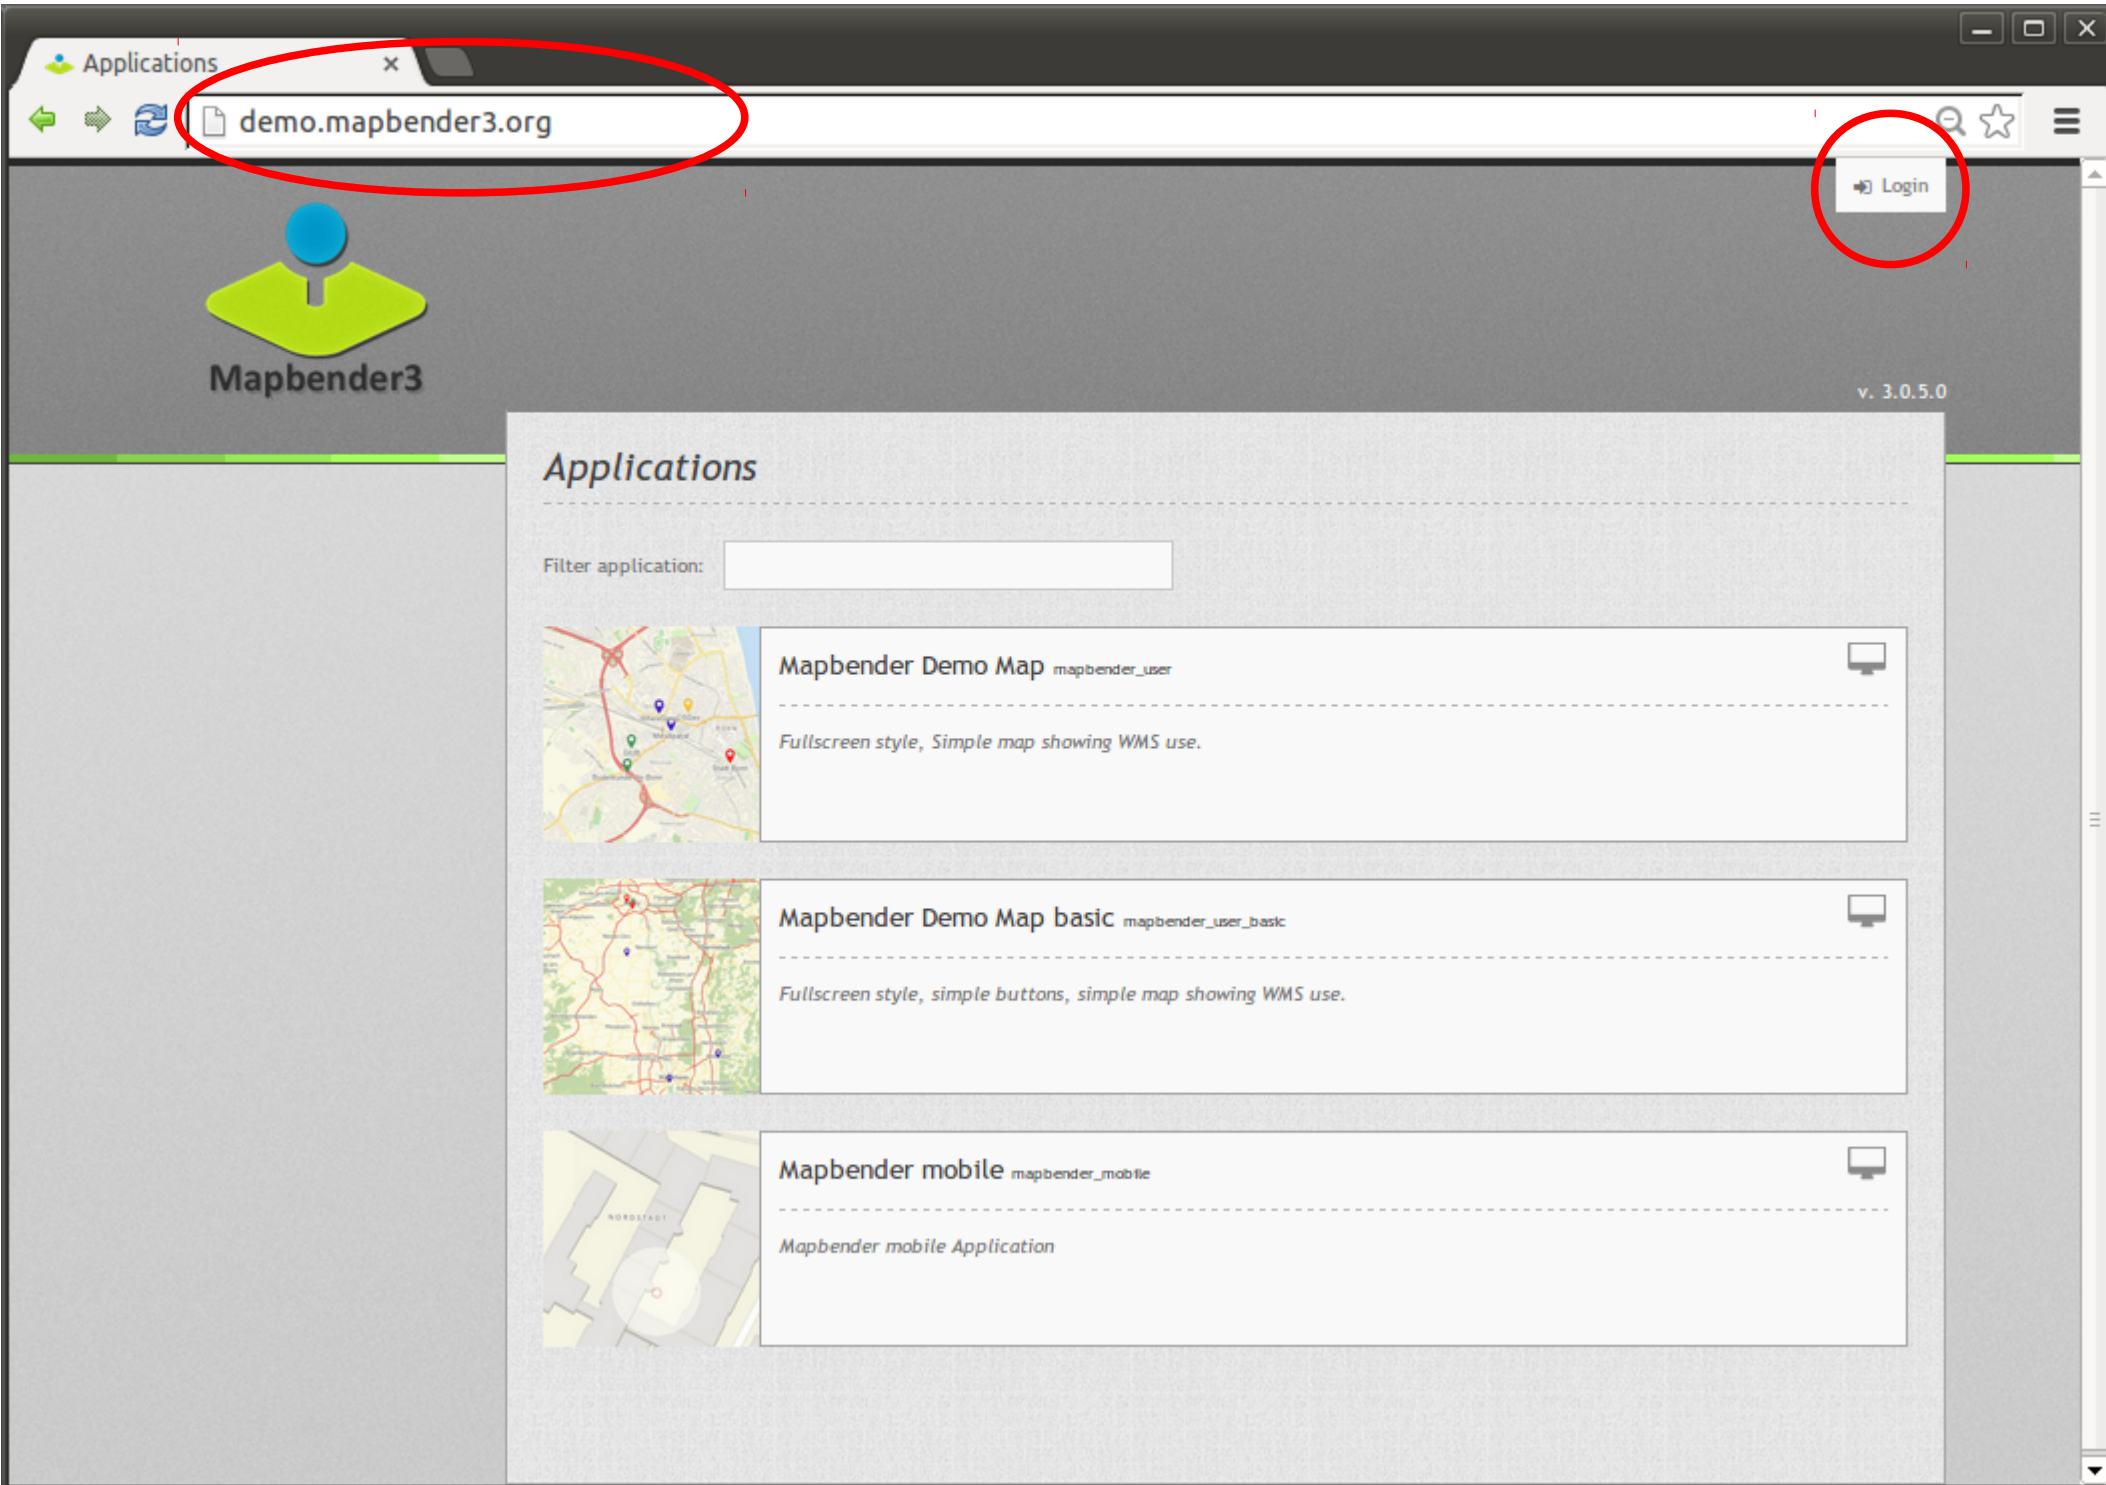 Applications
demo.mapbender3.org
Login
Mapbender3
v. 3.0.5.0
Applications
Filter application:
Mapbender Demo Map mapbender_user
Fullscreen style, Simple map showing WMS use.
Mapbender Demo Map basic mapbender_user_basic
Fullscreen style, simple buttons, simple map showing WMS use.
Mapbender mobile mapbender_mobile
NORDSTADT
Mapbender mobile Application